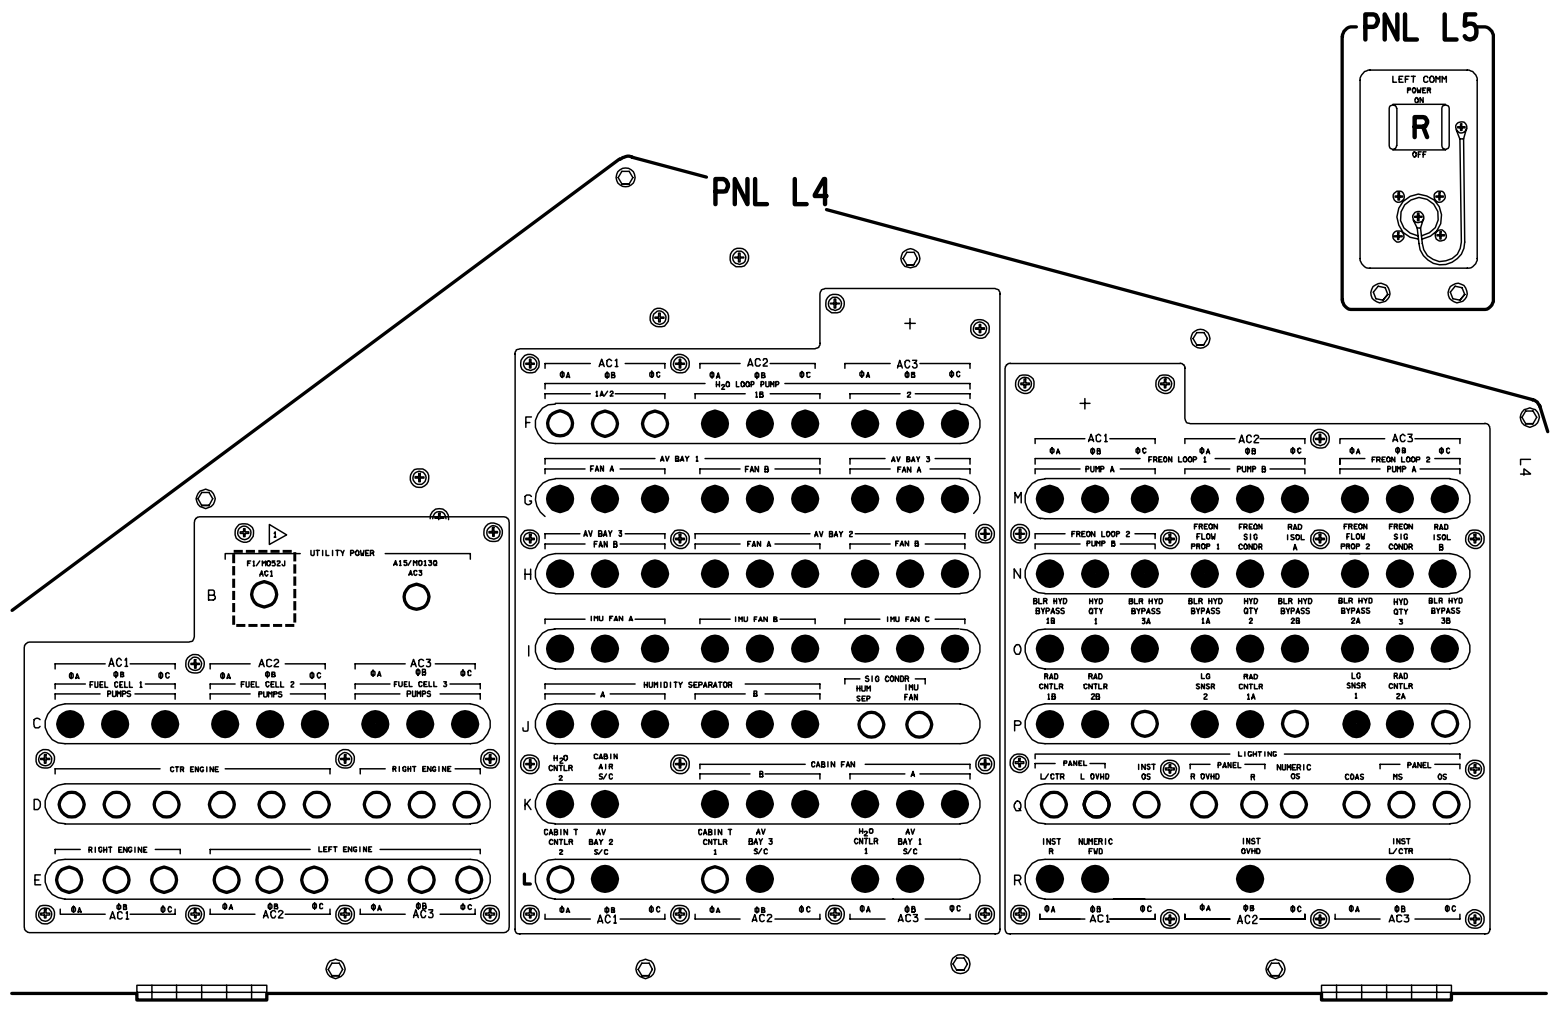 PNL L5
LEFT COMM
POWER
ON
R
OFF
PNL L4
L4
1
UTILITY POWER
F1/MO52J
AC1
A15/MO13Q
AC3
B
AC1 AC2 AC3
ΦA ΦB ΦC ΦA ΦB ΦC ΦA ΦB ΦC
FUEL CELL 1 FUEL CELL 2 FUEL CELL 3
PUMPS PUMPS PUMPS
C
CTR ENGINE RIGHT ENGINE
D
RIGHT ENGINE LEFT ENGINE
E
ΦA ΦB ΦC ΦA ΦB ΦC ΦA ΦB ΦC
AC1 AC2 AC3
AC1 AC2 AC3
ΦA ΦB ΦC ΦA ΦB ΦC ΦA ΦB ΦC
H2O LOOP PUMP
1A/2 1B 2
F
AV BAY 1 AV BAY 3
FAN A FAN B FAN A
G
AV BAY 3 AV BAY 2
FAN B FAN A FAN B
H
IMU FAN A IMU FAN B IMU FAN C
I
HUMIDITY SEPARATOR SIG CONDR
A B HUM SEP IMU FAN
J
H2O CNTLR 2 CABIN AIR S/C CABIN FAN
B A
K
CABIN T CNTLR 2 AV BAY 2 S/C CABIN T CNTLR 1 AV BAY 3 S/C H2O CNTLR 1 AV BAY 1 S/C
L
ΦA ΦB ΦC ΦA ΦB ΦC ΦA ΦB ΦC
AC1 AC2 AC3
AC1 AC2 AC3
ΦA ΦB ΦC ΦA ΦB ΦC ΦA ΦB ΦC
FREON LOOP 1 FREON LOOP 2
PUMP A PUMP B PUMP A
M
FREON LOOP 2 PUMP B FREON FLOW PROP 1 FREON SIG CONDR RAD ISOL A FREON FLOW PROP 2 FREON SIG CONDR RAD ISOL B
N
BLR HYD BYPASS 1B HYD QTY 1 BLR HYD BYPASS 3A BLR HYD BYPASS 1A HYD QTY 2 BLR HYD BYPASS 2B BLR HYD BYPASS 2A HYD QTY 3 BLR HYD BYPASS 3B
O
RAD CNTLR 1B RAD CNTLR 2B LG SNSR 2 RAD CNTLR 1A LG SNSR 1 RAD CNTLR 2A
P
LIGHTING
PANEL INST OS PANEL NUMERIC OS PANEL
L/CTR L OVHD R OVHD R COAS MS OS
Q
INST R NUMERIC FWD INST OVHD INST L/CTR
R
ΦA ΦB ΦC ΦA ΦB ΦC ΦA ΦB ΦC
AC1 AC2 AC3